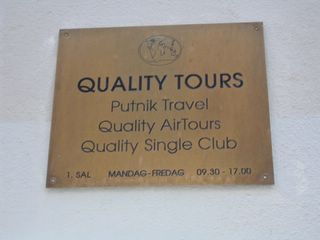 QUALITY TOURS
Putnik Travel
Quality AirTours
Quality Single Club
1. SAL MANDAG-FREDAG 09.30 - 17.00